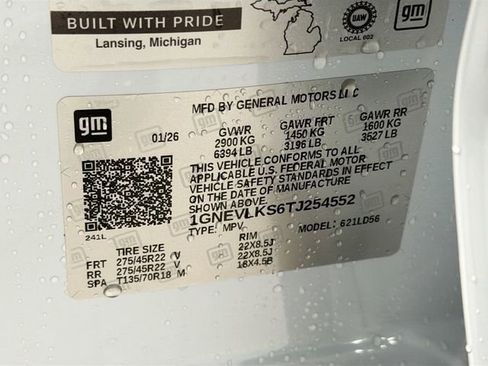 BUILT WITH PRIDE
Lansing, Michigan
UAW
LOCAL 602
gm
gm
MFD BY GENERAL MOTORS LLC
01/26
GVWR GAWR FRT GAWR RR
2900 KG 1450 KG 1600 KG
6394 LB 3196 LB 3527 LB
THIS VEHICLE CONFORMS TO ALL
APPLICABLE U.S. FEDERAL MOTOR
VEHICLE SAFETY STANDARDS IN EFFECT
ON THE DATE OF MANUFACTURE
SHOWN ABOVE.
1GNEVLKS6TJ254552
TYPE: MPV MODEL: 621LD56
241L
TIRE SIZE RIM
FRT 275/45R22 V 22X8.5J
RR 275/45R22 V 22X8.5J
SPA T135/70R18 M 18X4.5B